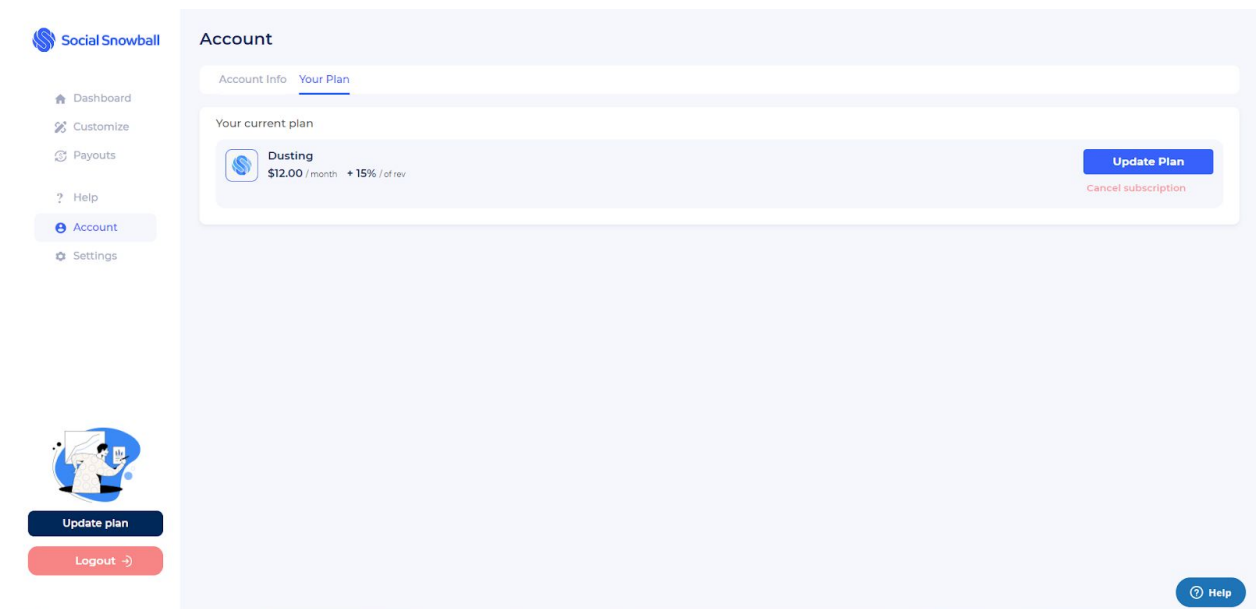 Social Snowball
Dashboard
Customize
Payouts
? Help
Account
Settings
Update plan
Logout
Account
Account Info Your Plan
Your current plan
Dusting
$12.00 / month + 15% / of rev
Update Plan
Cancel subscription
? Help